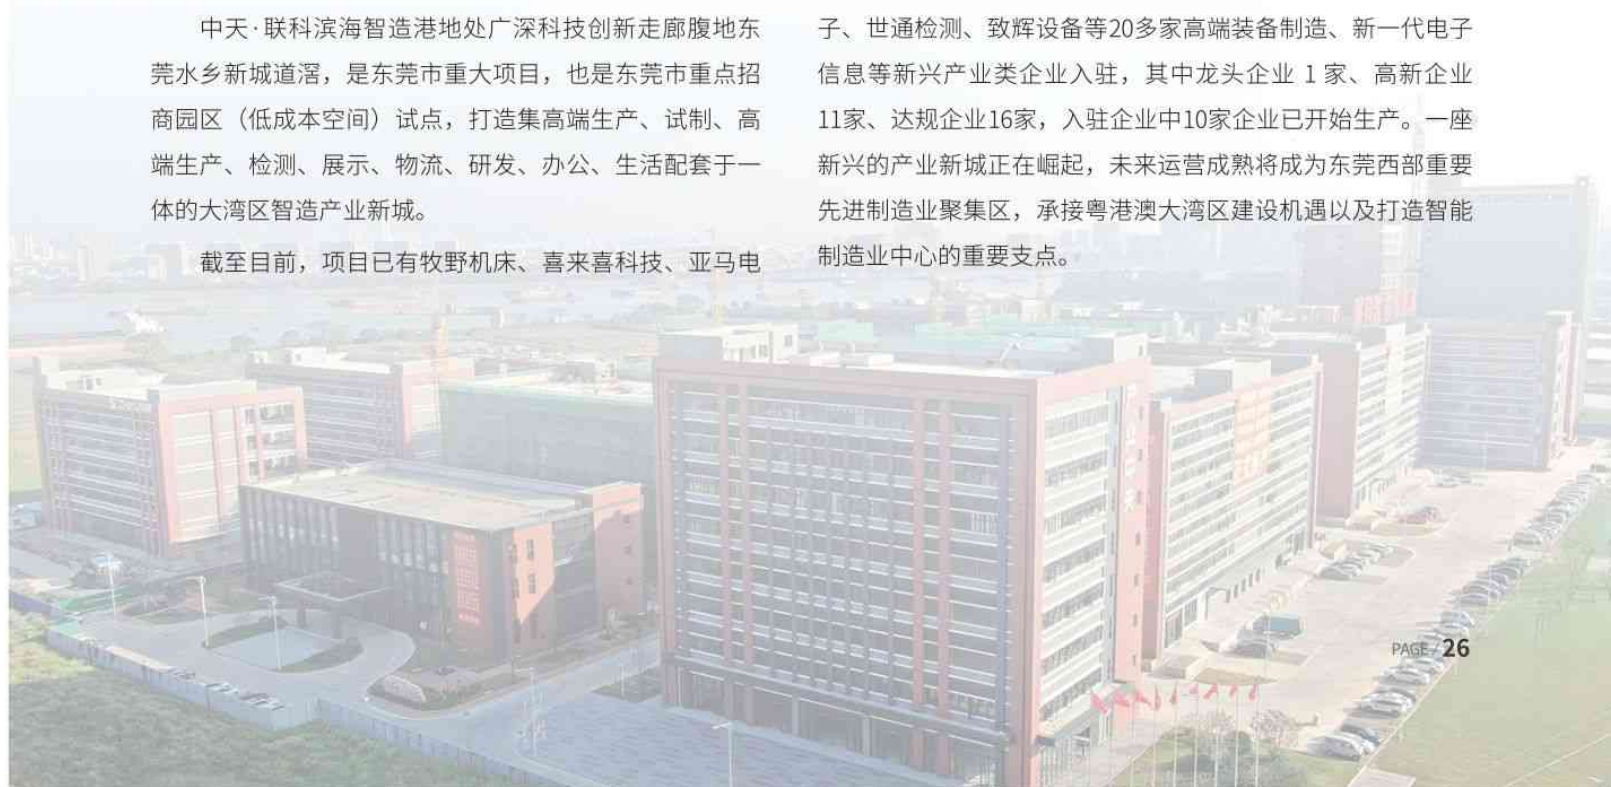 中天·联科滨海智造港地处广深科技创新走廊腹地东
莞水乡新城道滘，是东莞市重大项目，也是东莞市重点招
商园区（低成本空间）试点，打造集高端生产、试制、高
端生产、检测、展示、物流、研发、办公、生活配套于一
体的大湾区智造产业新城。
截至目前，项目已有牧野机床、喜来喜科技、亚马电
子、世通检测、致辉设备等20多家高端装备制造、新一代电子
信息等新兴产业类企业入驻，其中龙头企业 1 家、高新企业
11家、达规企业16家，入驻企业中10家企业已开始生产。一座
新兴的产业新城正在崛起，未来运营成熟将成为东莞西部重要
先进制造业聚集区，承接粤港澳大湾区建设机遇以及打造智能
制造业中心的重要支点。
PAGE / 26